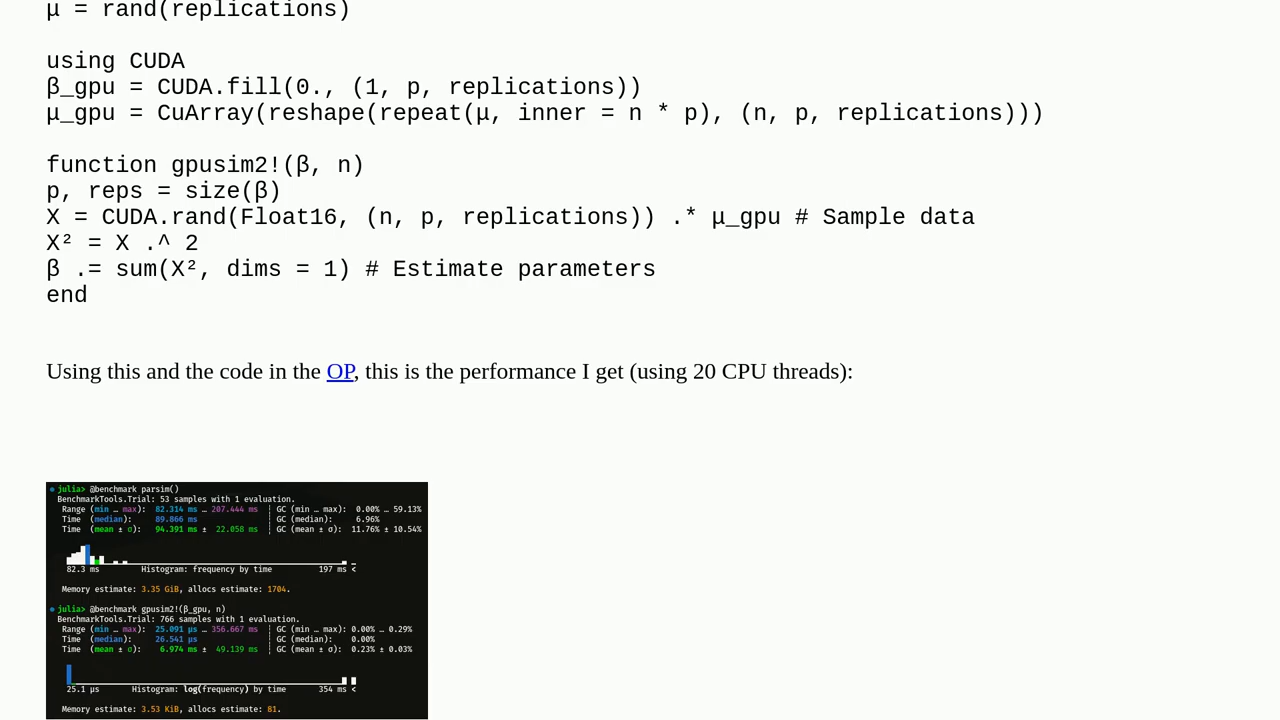 μ = rand(replications)
using CUDA
β_gpu = CUDA.fill(0., (1, p, replications))
μ_gpu = CuArray(reshape(repeat(μ, inner = n * p), (n, p, replications)))
function gpusim2!(β, n)
p, reps = size(β)
X = CUDA.rand(Float16, (n, p, replications)) .* μ_gpu # Sample data
X² = X .^ 2
β .= sum(X², dims = 1) # Estimate parameters
end
Using this and the code in the OP, this is the performance I get (using 20 CPU threads):
julia> @benchmark parsim()
BenchmarkTools.Trial: 53 samples with 1 evaluation.
Range (min … max): 82.314 ms … 207.444 ms ┊ GC (min … max): 0.00% … 59.13%
Time (median): 89.866 ms ┊ GC (median): 6.96%
Time (mean ± σ): 94.391 ms ± 22.058 ms ┊ GC (mean ± σ): 11.76% ± 10.54%
82.3 ms Histogram: frequency by time 197 ms <
Memory estimate: 3.35 GiB, allocs estimate: 1704.
julia> @benchmark gpusim2!(β_gpu, n)
BenchmarkTools.Trial: 766 samples with 1 evaluation.
Range (min … max): 25.091 μs … 356.667 ms ┊ GC (min … max): 0.00% … 0.29%
Time (median): 26.541 μs ┊ GC (median): 0.00%
Time (mean ± σ): 6.974 ms ± 49.139 ms ┊ GC (mean ± σ): 0.23% ± 0.03%
25.1 μs Histogram: log(frequency) by time 354 ms <
Memory estimate: 3.53 KiB, allocs estimate: 81.